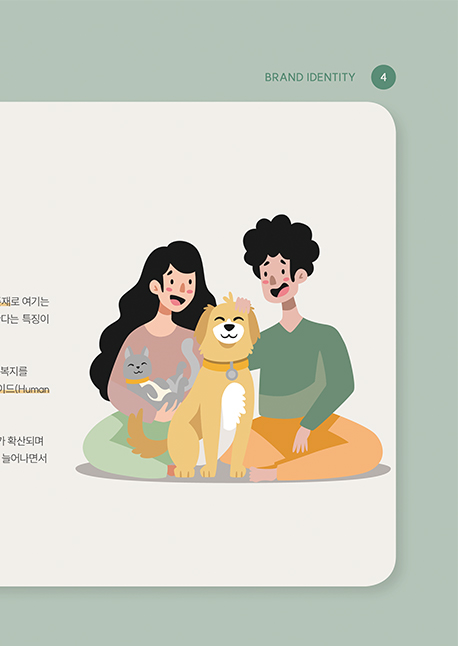 BRAND IDENTITY 4
재로 여기는
다는 특징이
복지를
이드(Human
가 확산되며
늘어나면서